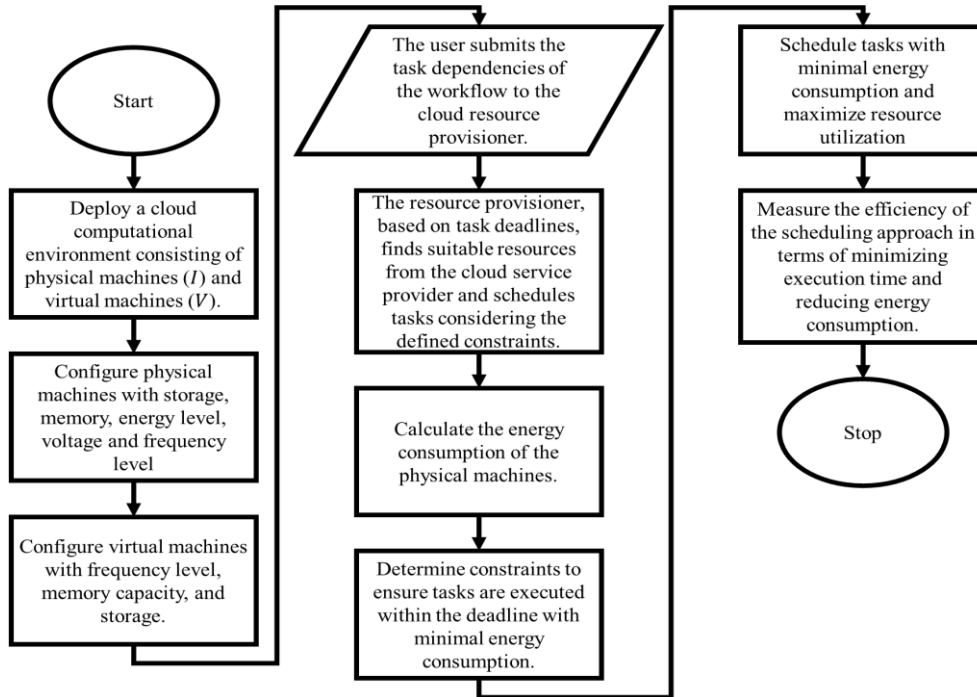 Start
Deploy a cloud
computational
environment consisting of
physical machines (I) and
virtual machines (V).
Configure physical
machines with storage,
memory, energy level,
voltage and frequency
level
Configure virtual machines
with frequency level,
memory capacity, and
storage.
The user submits the
task dependencies of
the workflow to the
cloud resource
provisioner.
The resource provisioner,
based on task deadlines,
finds suitable resources
from the cloud service
provider and schedules
tasks considering the
defined constraints.
Calculate the energy
consumption of the
physical machines.
Determine constraints to
ensure tasks are executed
within the deadline with
minimal energy
consumption.
Schedule tasks with
minimal energy
consumption and
maximize resource
utilization
Measure the efficiency of
the scheduling approach in
terms of minimizing
execution time and
reducing energy
consumption.
Stop